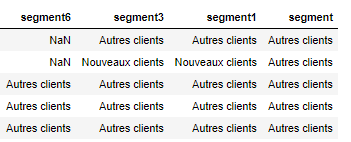 segment6 segment3 segment1 segment
NaN Autres clients Autres clients Autres clients
NaN Nouveaux clients Nouveaux clients Autres clients
Autres clients Autres clients Autres clients Autres clients
Autres clients Autres clients Autres clients Autres clients
Autres clients Autres clients Autres clients Autres clients